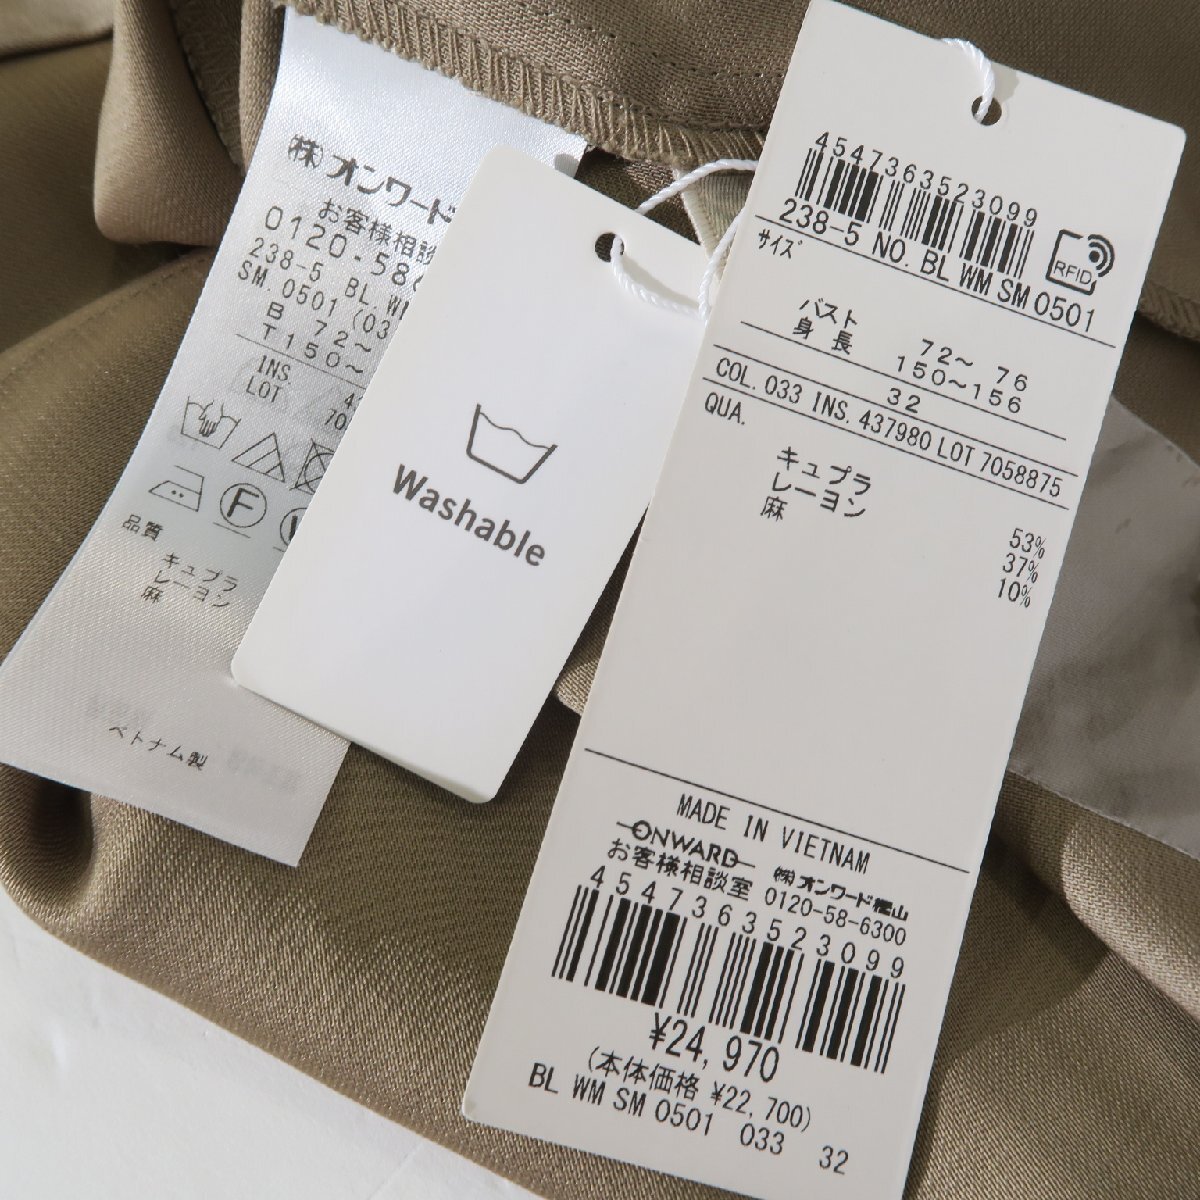 ㈱オンワード
お客様相談
0120-58
238-5 BL.W
SM.0501 (03
B 72~
T150~
INS
LOT 70
F
品質
キュプラ
レーヨン
麻
ベトナム製
Washable
4547363523099
238-5 NO. BL WM SM 0501
RFID
サイズ
バスト 72~ 76
身長 150~156
32
COL. 033 INS. 437980 LOT 7058875
QUA.
キュプラ 53%
レーヨン 37%
麻 10%
MADE IN VIETNAM
ONWARD ㈱オンワード樫山
お客様相談室 0120-58-6300
4547363523099
¥24,970
(本体価格 ¥22,700)
BL WM SM 0501 033 32